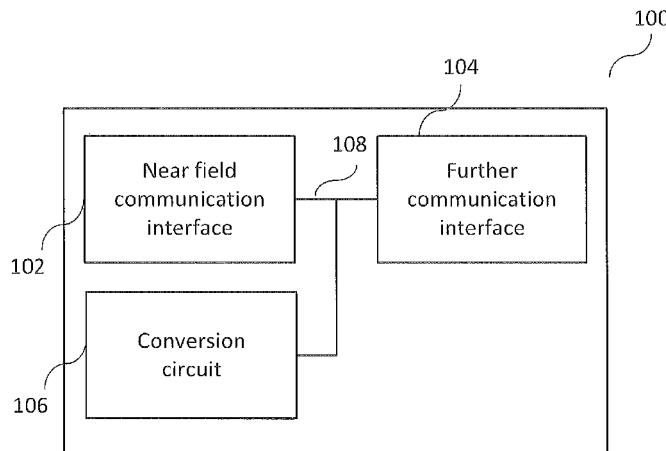 100
104
108
Near field
communication
interface
Further
communication
interface
102
Conversion
circuit
106